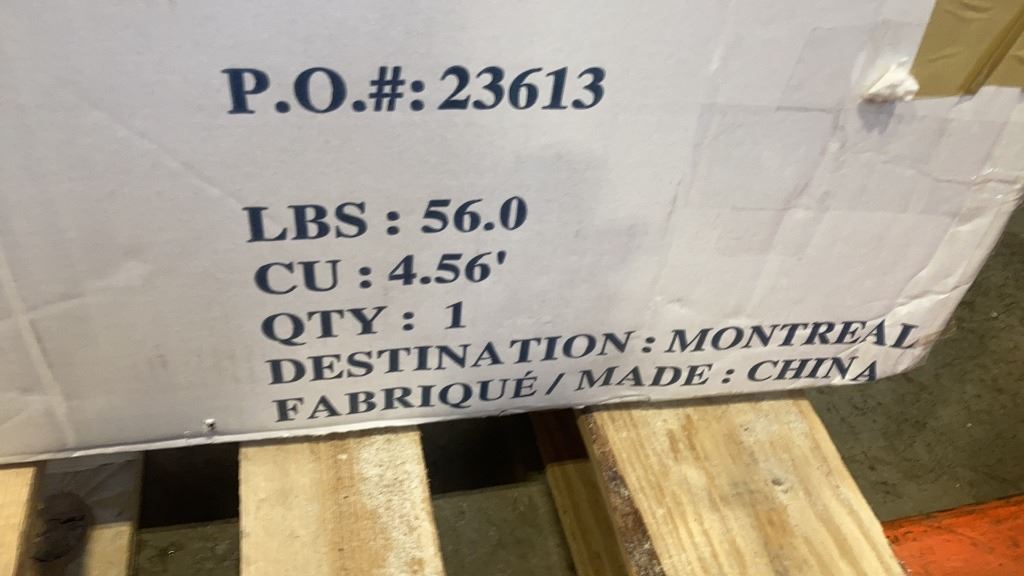 P.O.#: 23613
LBS : 56.0
CU : 4.56'
QTY : 1
DESTINATION : MONTREAL
FABRIQUÉ / MADE : CHINA